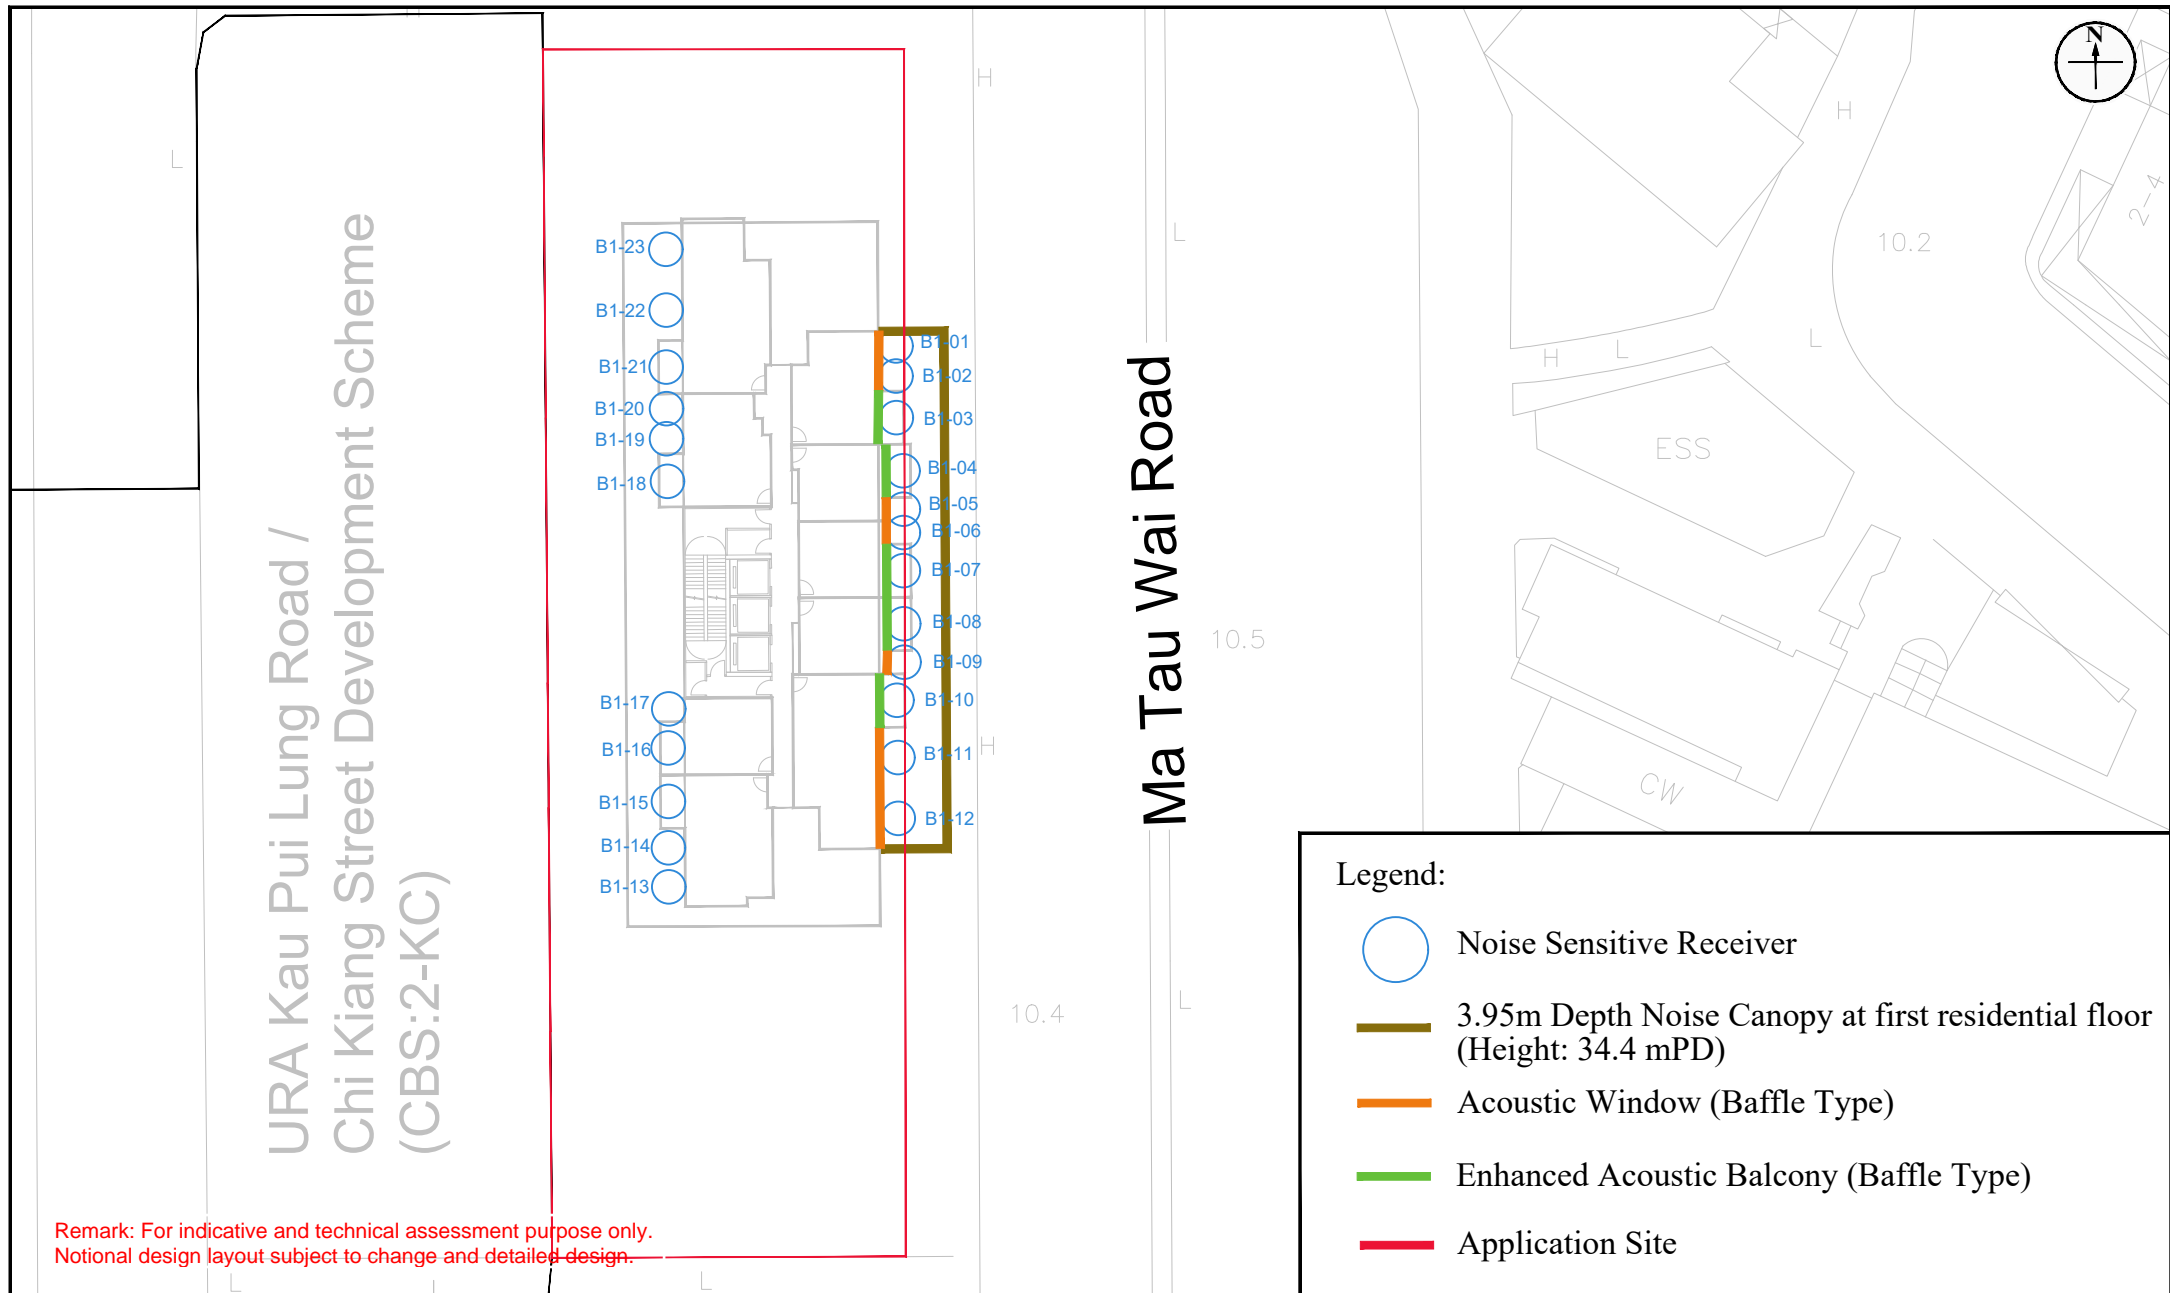 N
H
L
H
L
10.2
2-4
URA Kau Pui Lung Road /
Chi Kiang Street Development Scheme
(CBS:2-KC)
B1-23
B1-22
B1-21
B1-20
B1-19
B1-18
B1-17
B1-16
B1-15
B1-14
B1-13
B1-01
B1-02
B1-03
B1-04
B1-05
B1-06
B1-07
B1-08
B1-09
B1-10
B1-11
B1-12
Ma Tau Wai Road
H
L
L
ESS
10.5
H
CW
10.4
L
Legend:
Noise Sensitive Receiver
3.95m Depth Noise Canopy at first residential floor
(Height: 34.4 mPD)
Acoustic Window (Baffle Type)
Enhanced Acoustic Balcony (Baffle Type)
Application Site
Remark: For indicative and technical assessment purpose only.
Notional design layout subject to change and detailed design.
L
L